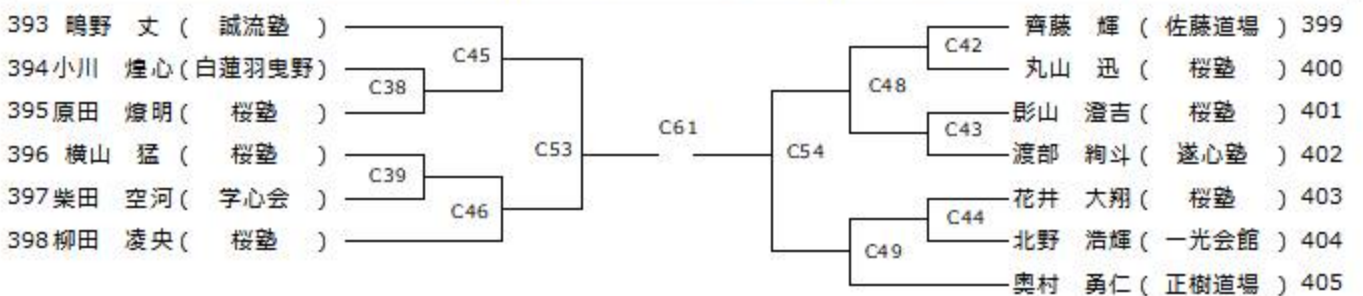 393 鴫野 丈 ( 誠流塾 )
394 小川 煌心 ( 白蓮羽曳野 )
395 原田 燎明 ( 桜塾 )
396 横山 猛 ( 桜塾 )
397 柴田 空河 ( 学心会 )
398 柳田 凌央 ( 桜塾 )
C45
C38
C39
C46
C53
C61
C54
C48
C42
C43
C49
C44
齊藤 輝 ( 佐藤道場 ) 399
丸山 迅 ( 桜塾 ) 400
影山 澄吉 ( 桜塾 ) 401
渡部 絢斗 ( 遂心塾 ) 402
花井 大翔 ( 桜塾 ) 403
北野 浩輝 ( 一光会館 ) 404
奥村 勇仁 ( 正樹道場 ) 405